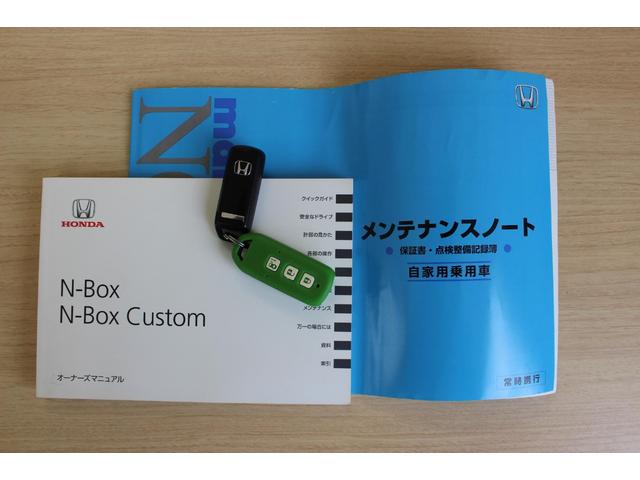 ma
N
メンテナンスノート
保証書・点検整備記録簿
自家用乗用車
常時携行
HONDA
N-Box
N-Box Custom
オーナーズマニュアル
クイックガイド
安全なドライブ
計器の見かた
各部の操作
メンテナンス
万一の場合には
資料
索引